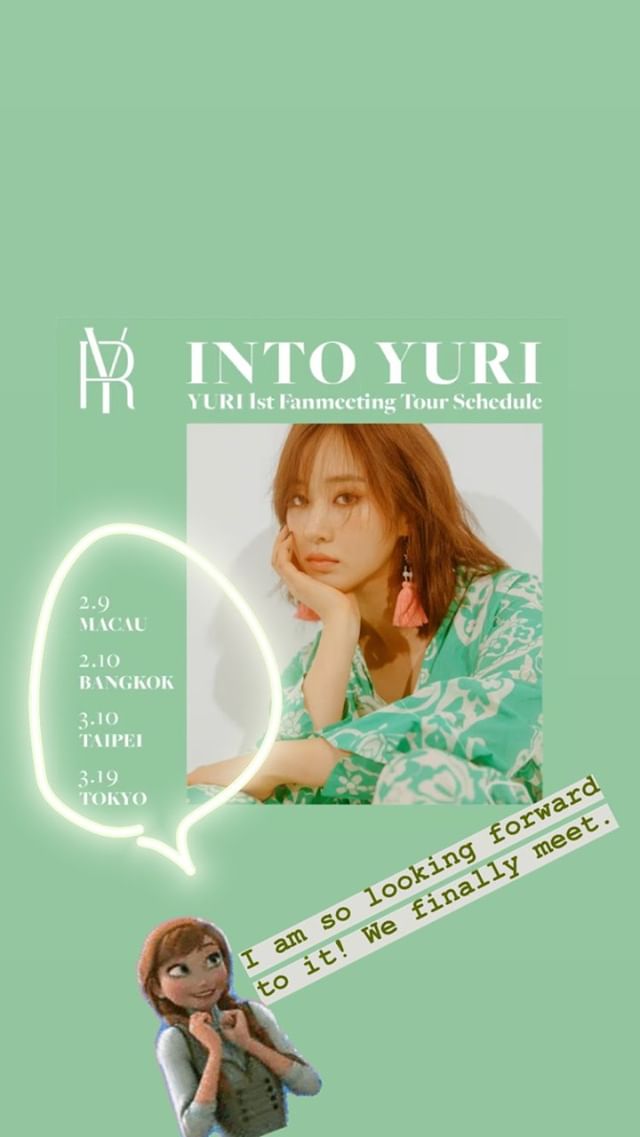 YR
INTO YURI
YURI 1st Fanmeeting Tour Schedule
2.9
MACAU
2.10
BANGKOK
3.10
TAIPEI
3.19
TOKYO
I am so looking forward
to it! We finally meet.